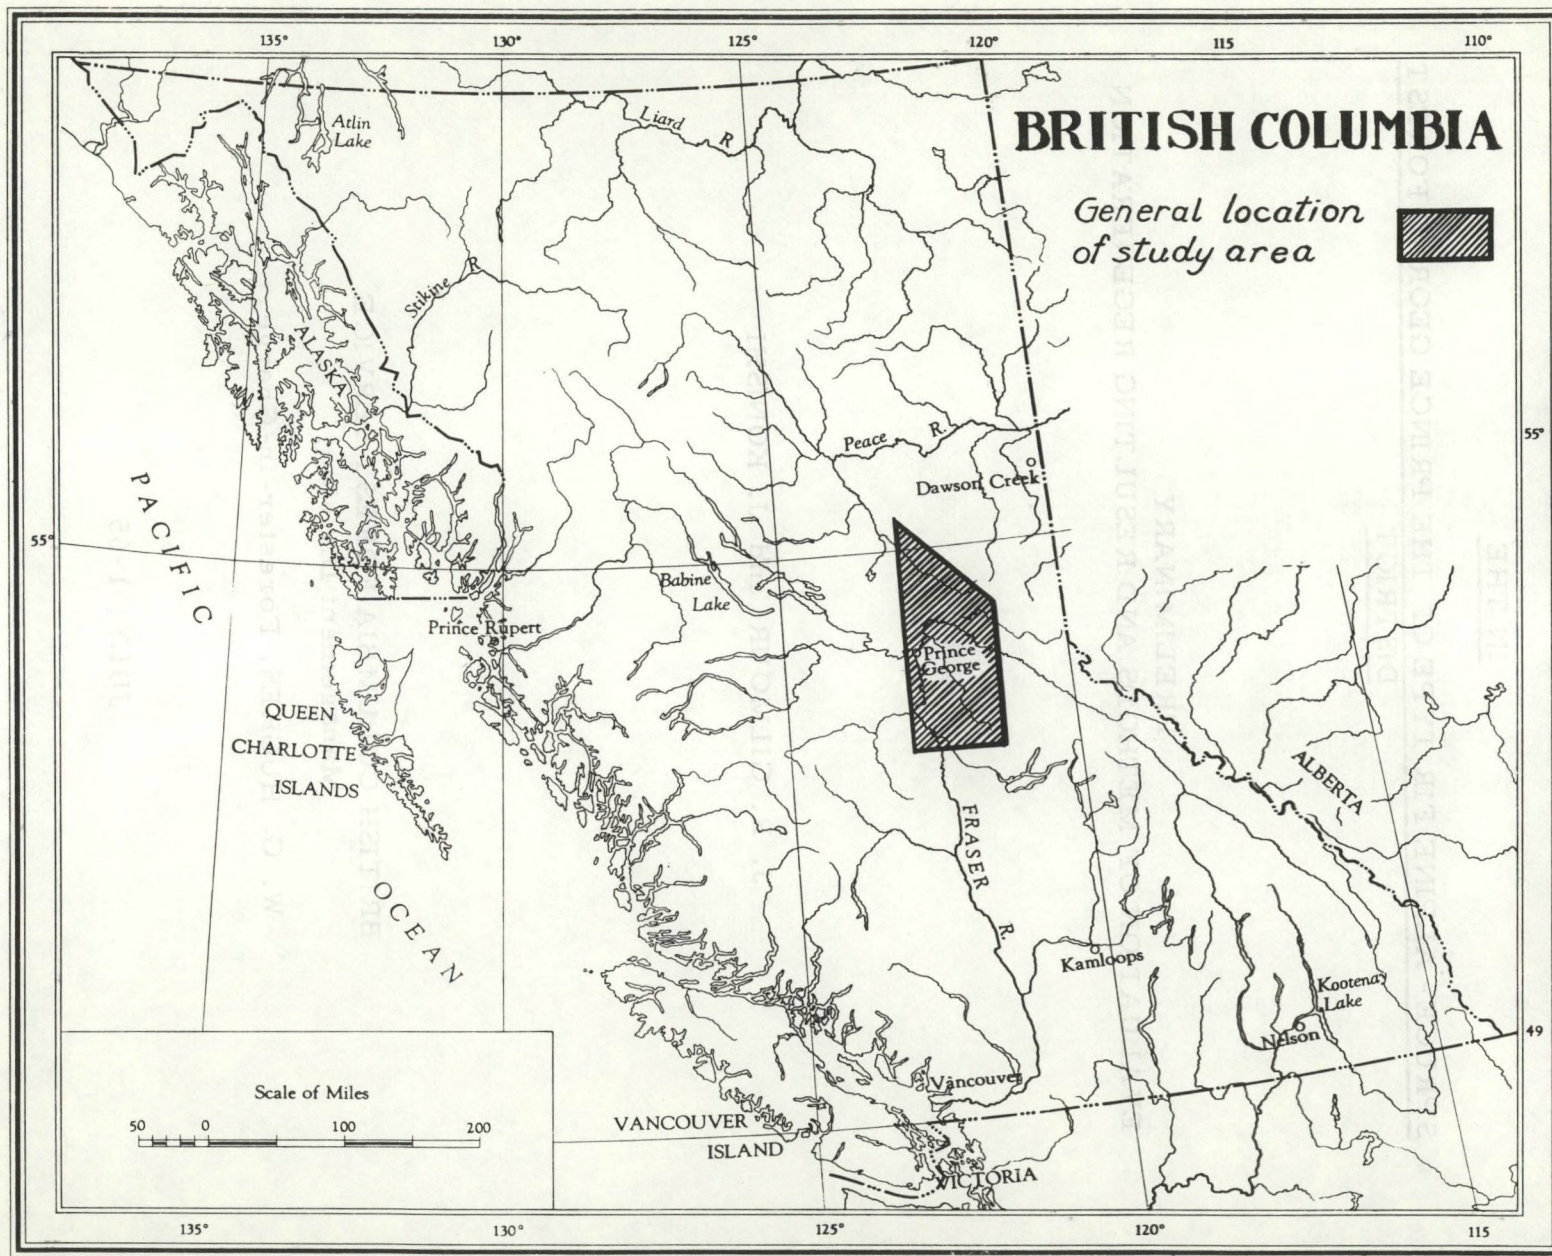 135°
130°
125°
120°
115
110°
BRITISH COLUMBIA
General location
of study area
Atlin
Lake
Liard R
Stikine R
ALASKA
Peace R.
Dawson Creek
55°
55°
Babine
Lake
Prince Rupert
Prince
George
PACIFIC
OCEAN
QUEEN
CHARLOTTE
ISLANDS
ALBERTA
FRASER R.
Kamloops
Kootenay
Lake
Nelson
49
Vancouver
VANCOUVER
ISLAND
VICTORIA
Scale of Miles
50 0 100 200
135°
130°
125°
120°
115